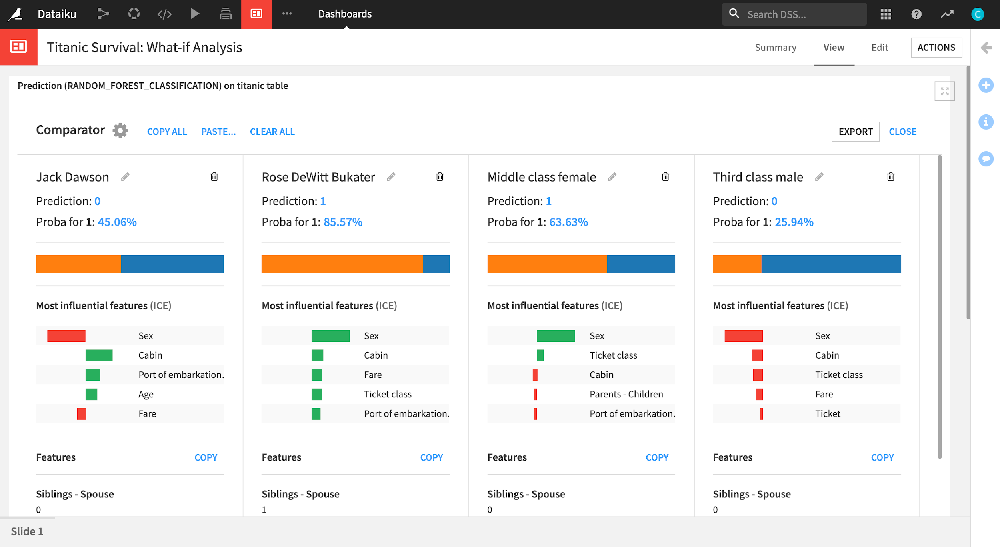 Dataiku
Dashboards
Search DSS...
C
Titanic Survival: What-if Analysis
Summary
View
Edit
ACTIONS
Prediction (RANDOM_FOREST_CLASSIFICATION) on titanic table
Comparator
COPY ALL
PASTE...
CLEAR ALL
EXPORT
CLOSE
Jack Dawson
Prediction: 0
Proba for 1: 45.06%
Most influential features (ICE)
Sex
Cabin
Port of embarkation.
Age
Fare
Features
COPY
Siblings - Spouse
0
Rose DeWitt Bukater
Prediction: 1
Proba for 1: 85.57%
Most influential features (ICE)
Sex
Cabin
Fare
Ticket class
Port of embarkation.
Features
COPY
Siblings - Spouse
1
Middle class female
Prediction: 1
Proba for 1: 63.63%
Most influential features (ICE)
Sex
Ticket class
Cabin
Parents - Children
Port of embarkation.
Features
COPY
Siblings - Spouse
0
Third class male
Prediction: 0
Proba for 1: 25.94%
Most influential features (ICE)
Sex
Cabin
Ticket class
Fare
Ticket
Features
COPY
Siblings - Spouse
0
Slide 1